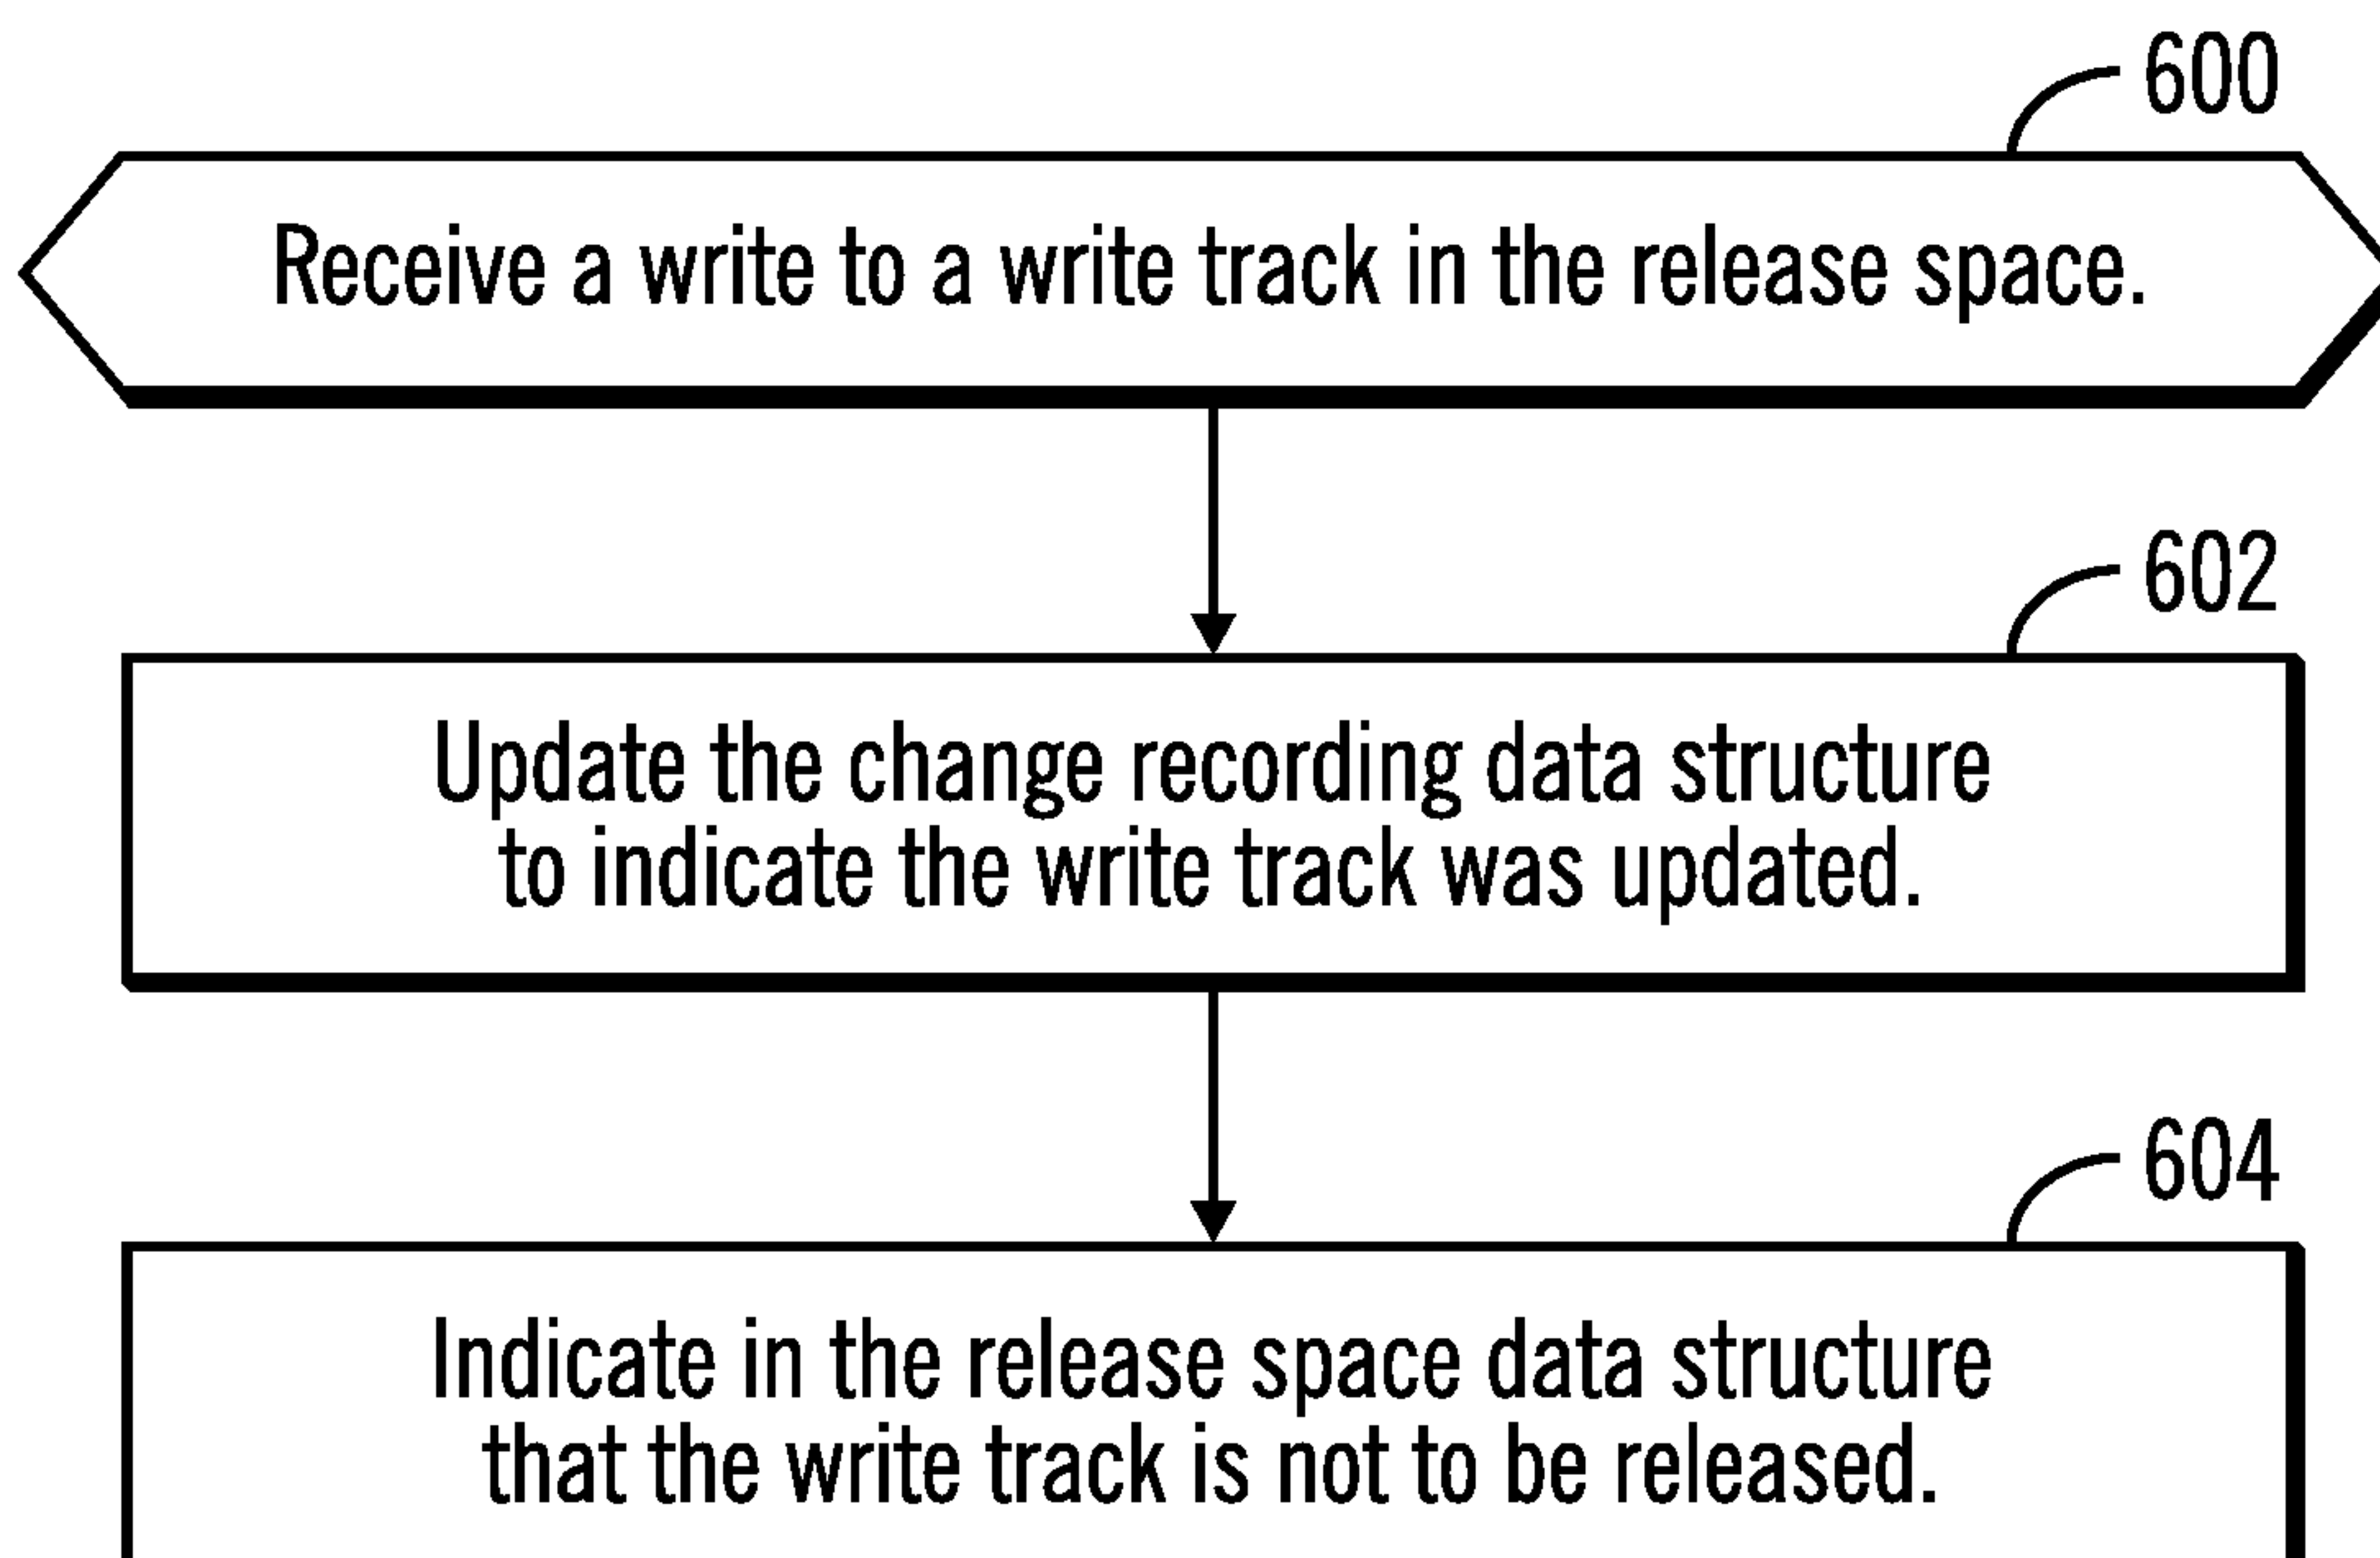 600
Receive a write to a write track in the release space.
602
Update the change recording data structure
to indicate the write track was updated.
604
Indicate in the release space data structure
that the write track is not to be released.